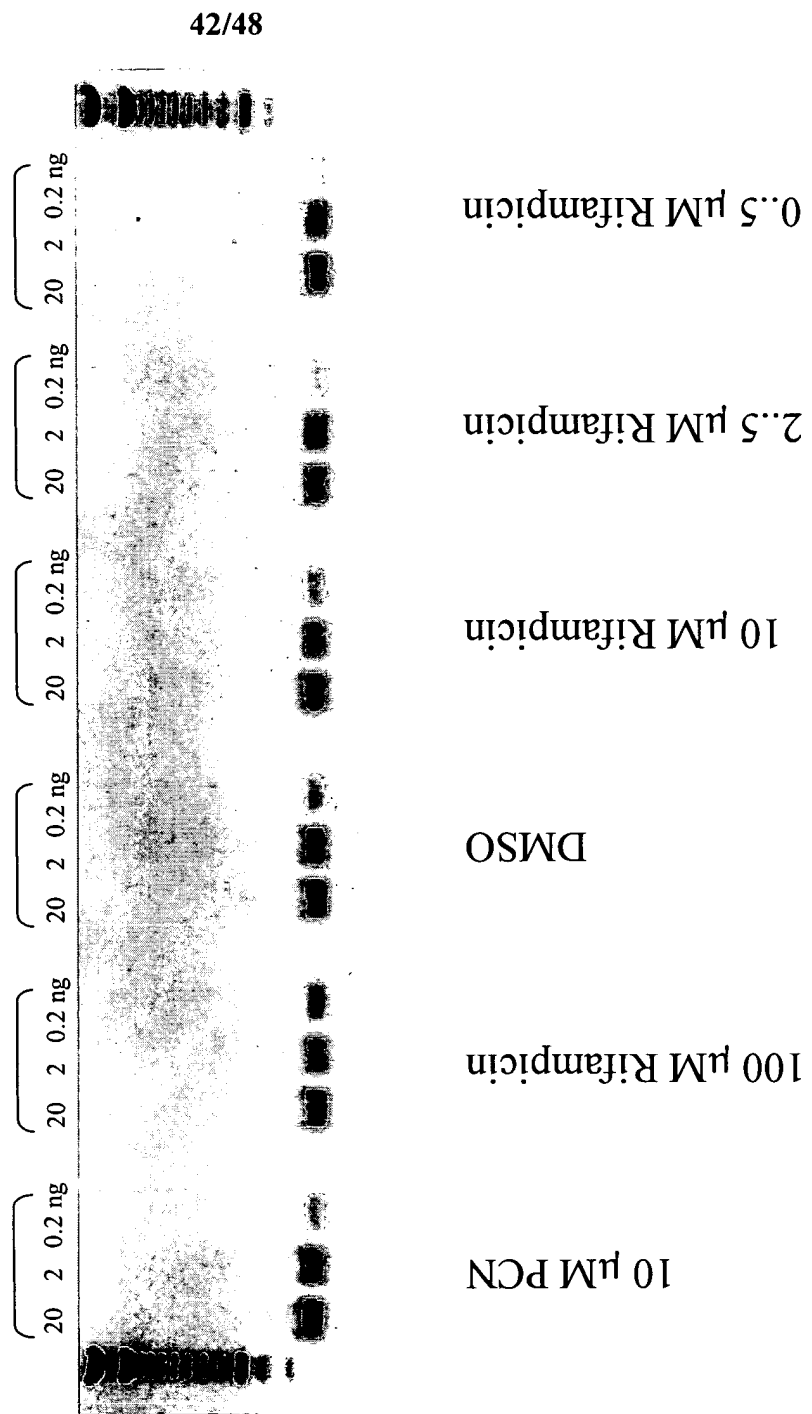 42/48
0.2 ng
2
20
0..5 µM Rifampicin
0.2 ng
2
20
2..5 µM Rifampicin
0.2 ng
2
20
10 µM Rifampicin
0.2 ng
2
20
DMSO
0.2 ng
2
20
100 µM Rifampicin
0.2 ng
2
20
10 µM PCN